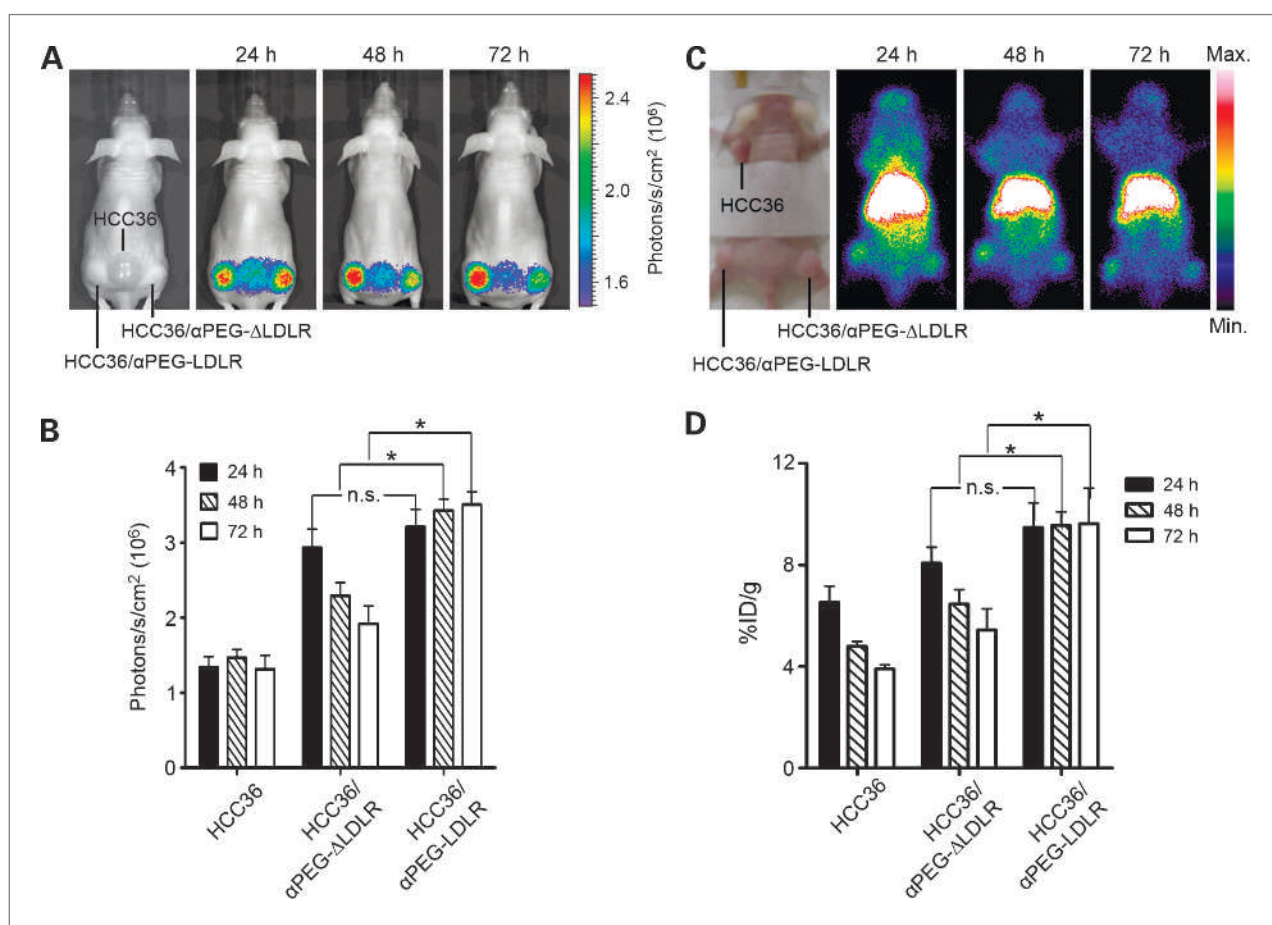 A
24 h 48 h 72 h
HCC36
HCC36/αPEG-ΔLDLR
HCC36/αPEG-LDLR
2.4
2.0
1.6
Photons/s/cm² (10⁶)
C
24 h 48 h 72 h
HCC36
HCC36/αPEG-ΔLDLR
HCC36/αPEG-LDLR
Max.
Min.
B
*
*
n.s.
24 h
48 h
72 h
4
3
2
1
0
Photons/s/cm² (10⁶)
HCC36
HCC36/
αPEG-ΔLDLR
HCC36/
αPEG-LDLR
D
*
*
n.s.
24 h
48 h
72 h
12
8
4
0
%ID/g
HCC36
HCC36/
αPEG-ΔLDLR
HCC36/
αPEG-LDLR